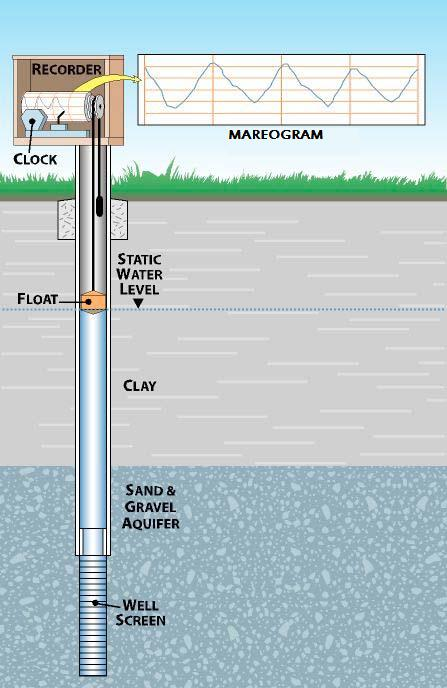 RECORDER
MAREOGRAM
CLOCK
STATIC
WATER
LEVEL
FLOAT
CLAY
SAND &
GRAVEL
AQUIFER
WELL
SCREEN